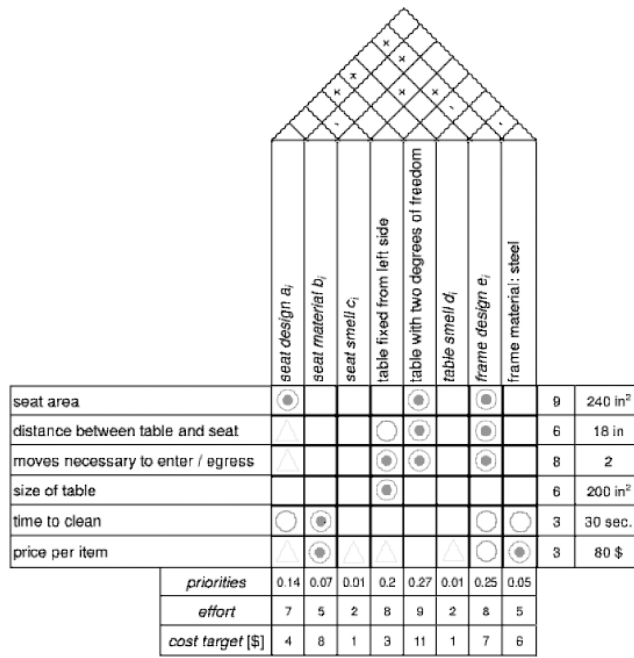 seat design aᵢ
seat material bᵢ
seat smell cᵢ
table fixed from left side
table with two degrees of freedom
table smell dᵢ
frame design eᵢ
frame material: steel
seat area 9 240 in²
distance between table and seat 6 18 in
moves necessary to enter / egress 8 2
size of table 6 200 in²
time to clean 3 30 sec.
price per item 3 80 $
priorities 0.14 0.07 0.01 0.2 0.27 0.01 0.25 0.05
effort 7 5 2 8 9 2 8 5
cost target [$] 4 8 1 3 11 1 7 6